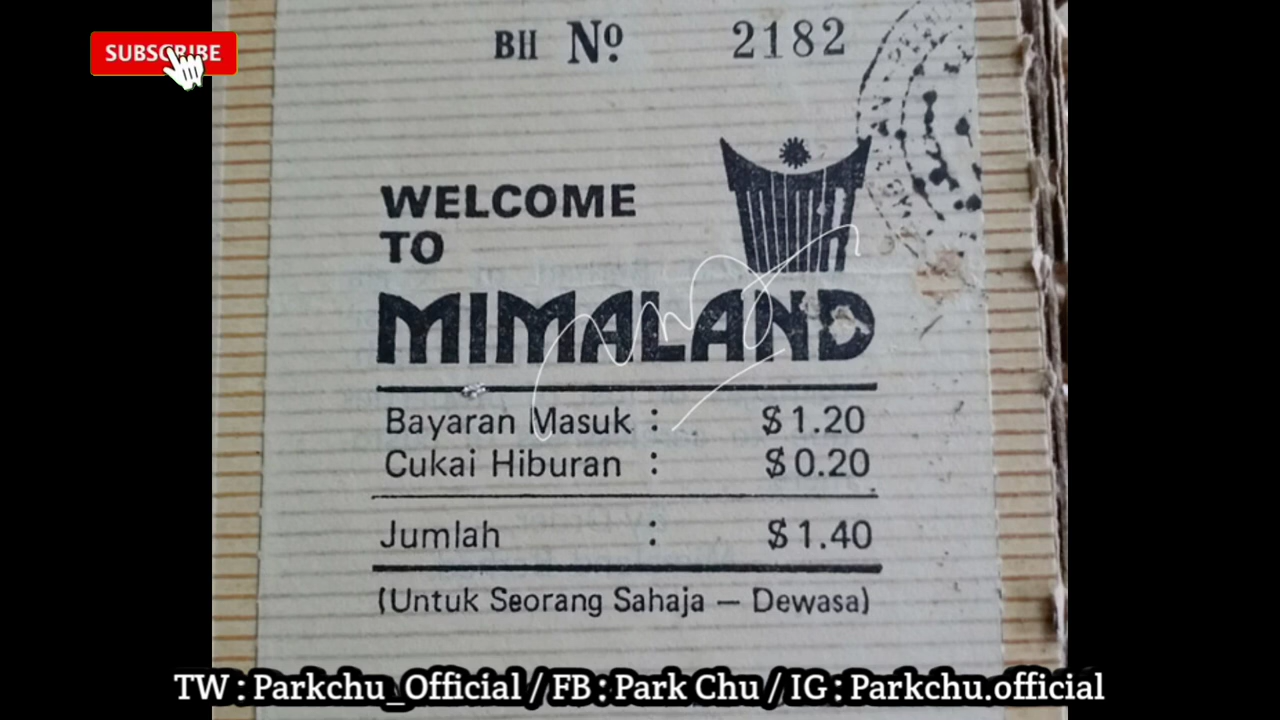 SUBSCRIBE
BH Nº 2182
WELCOME
TO
MIMALAND
Bayaran Masuk : $1.20
Cukai Hiburan : $0.20
Jumlah : $1.40
(Untuk Seorang Sahaja — Dewasa)
TW : Parkchu_Official / FB : Park Chu / IG : Parkchu.official